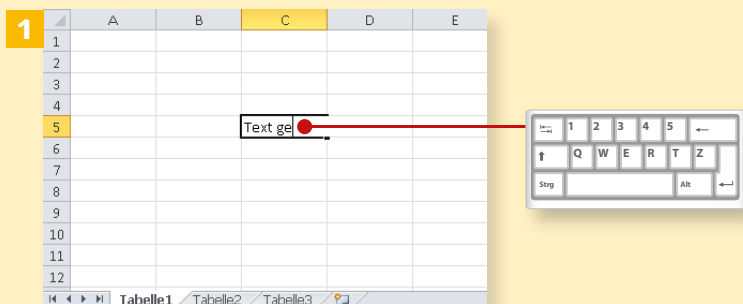 1
A B C D E
1
2
3
4
5 Text ge
6
7
8
9
10
11
12
Tabelle1 Tabelle2 Tabelle3
1 2 3 4 5
Q W E R T Z
Strg Alt